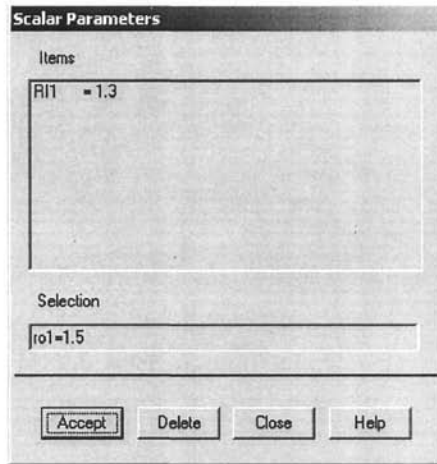 Scalar Parameters
Items
RI1 = 1.3
Selection
ro1=1.5
Accept Delete Close Help